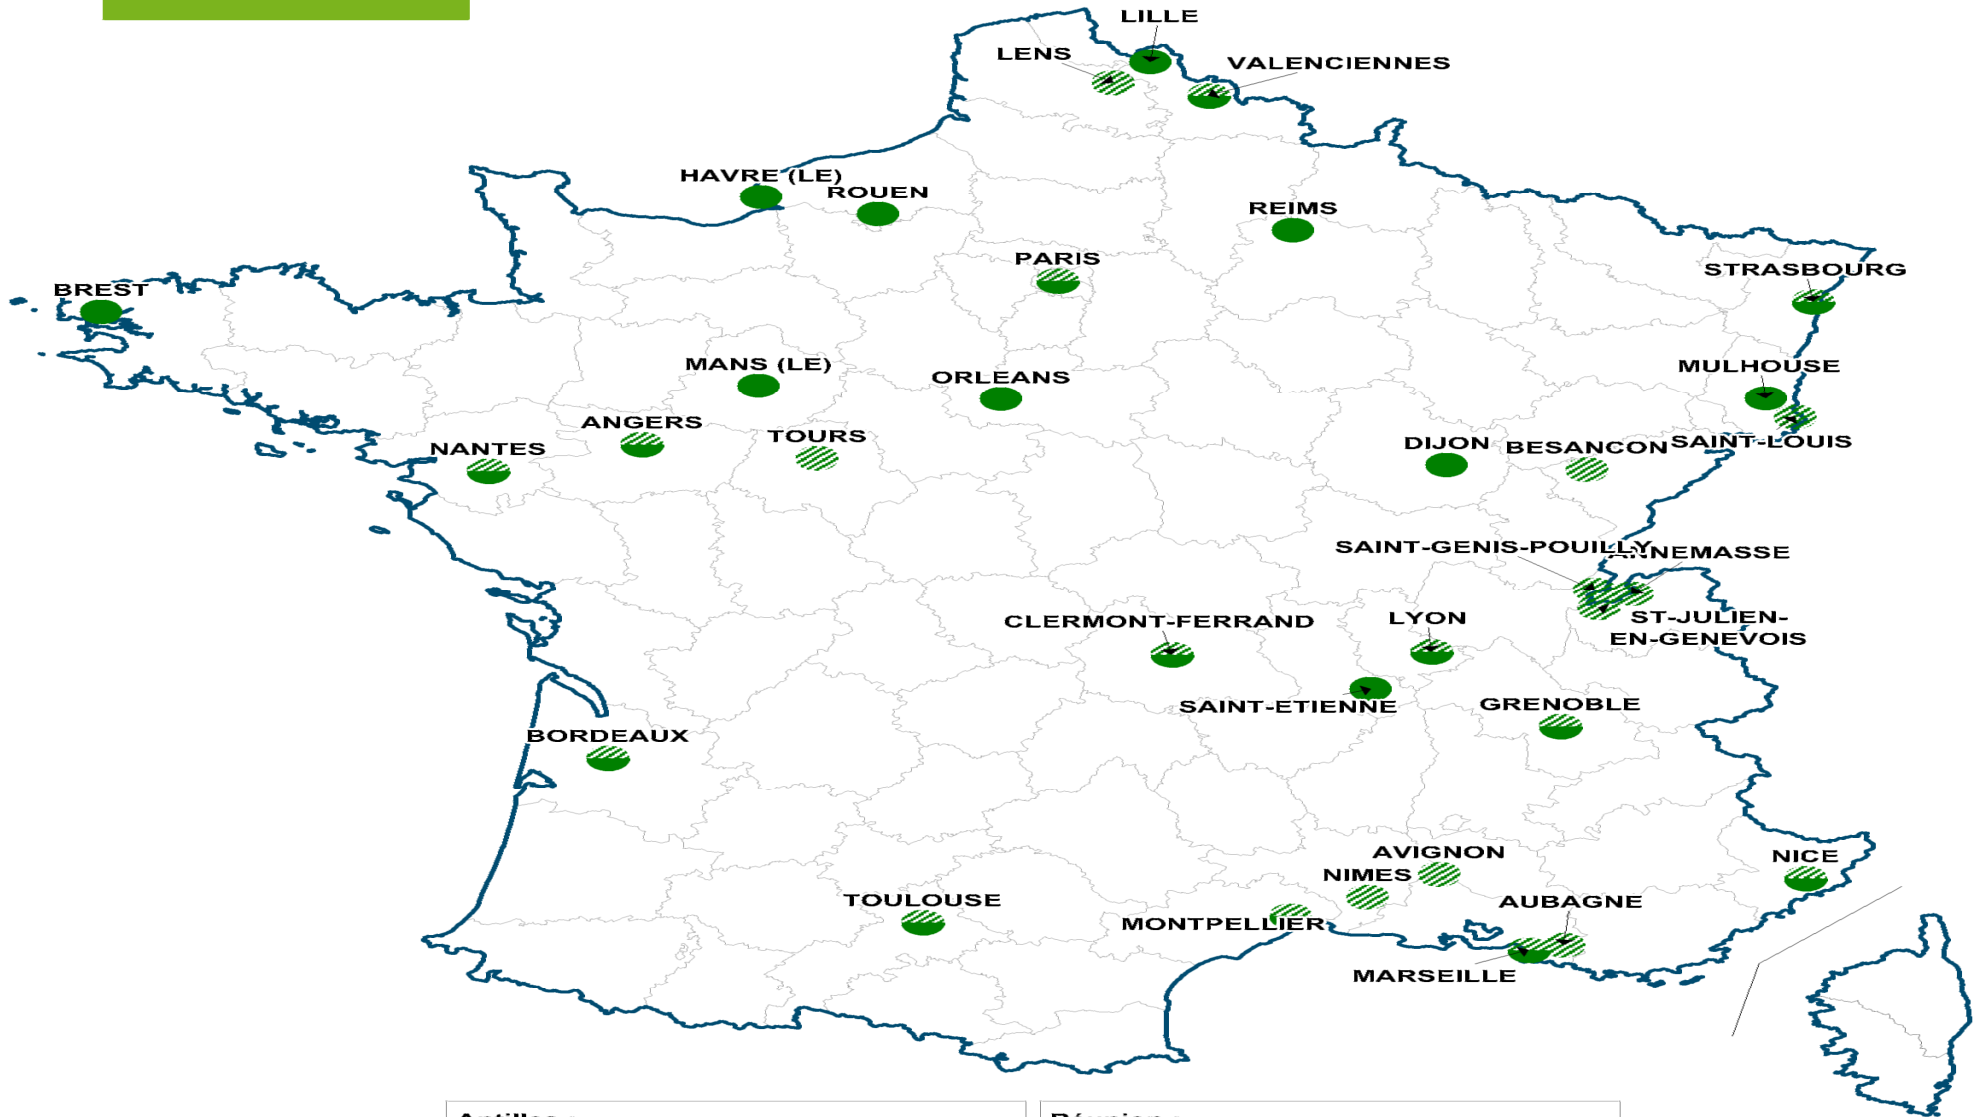 LILLE
LENS
VALENCIENNES
HAVRE (LE)
ROUEN
REIMS
PARIS
STRASBOURG
BREST
MANS (LE)
ORLEANS
MULHOUSE
ANGERS
TOURS
NANTES
DIJON
BESANCON
SAINT-LOUIS
SAINT-GENIS-POUILLY
ANNEMASSE
CLERMONT-FERRAND
LYON
ST-JULIEN-
EN-GENEVOIS
SAINT-ETIENNE
GRENOBLE
BORDEAUX
AVIGNON
NICE
NIMES
TOULOUSE
AUBAGNE
MONTPELLIER
MARSEILLE
Antilles :
Réunion :